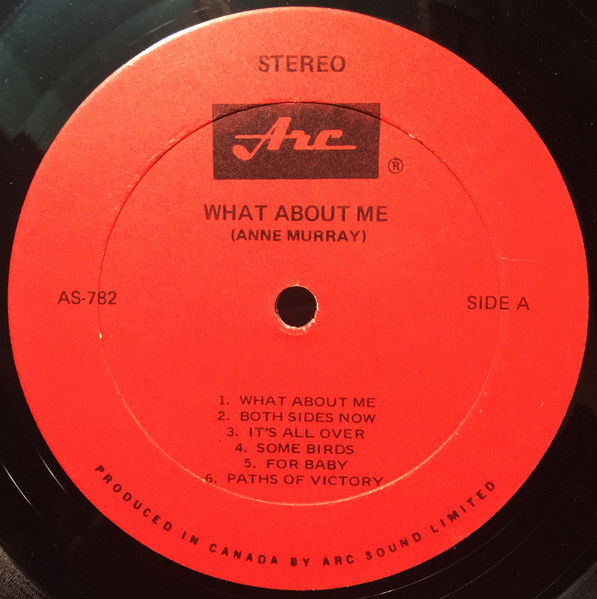 STEREO
Arc
®
WHAT ABOUT ME
(ANNE MURRAY)
AS-782
SIDE A
1. WHAT ABOUT ME
2. BOTH SIDES NOW
3. IT'S ALL OVER
4. SOME BIRDS
5. FOR BABY
6. PATHS OF VICTORY
PRODUCED IN CANADA BY ARC SOUND LIMITED